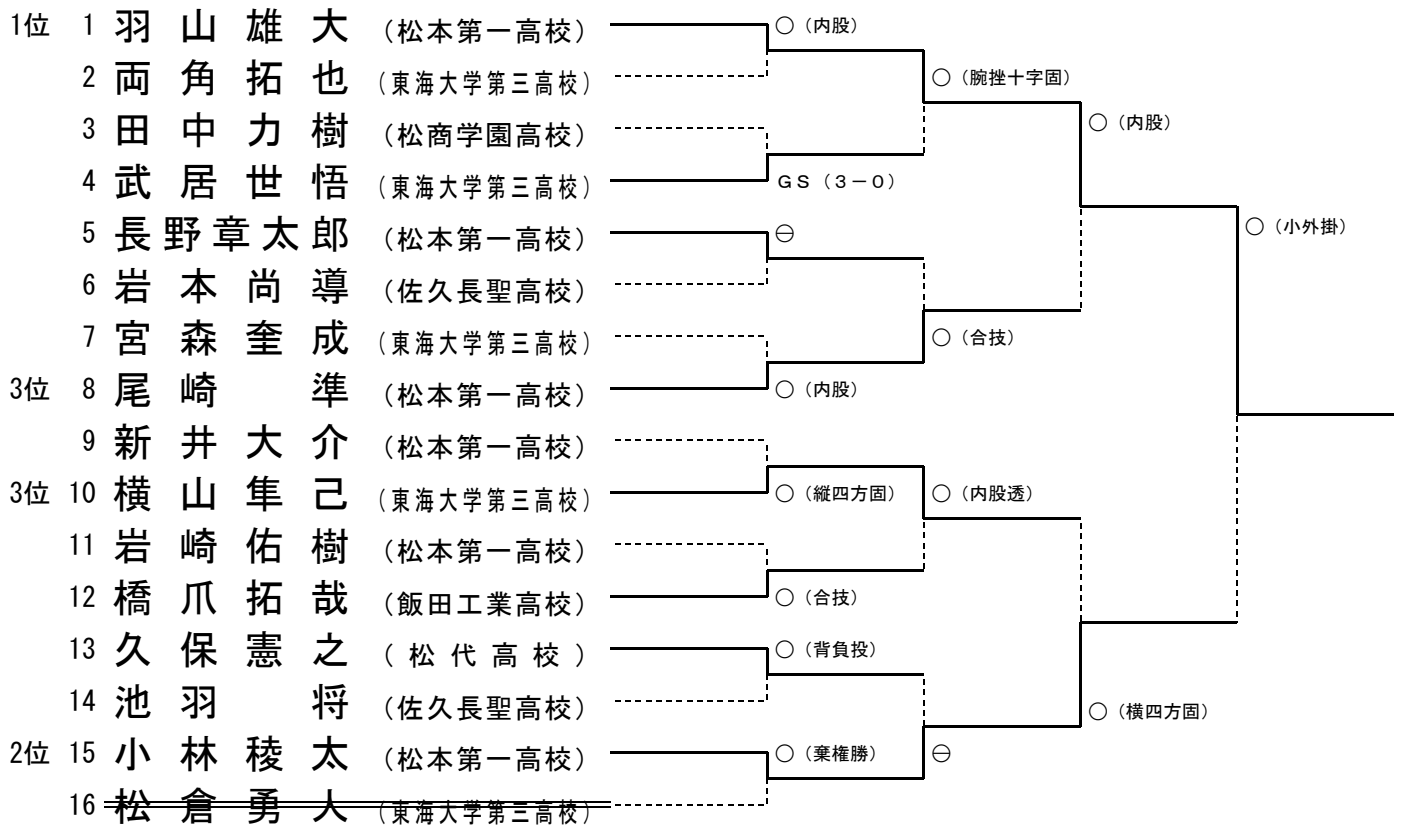 1位 1 羽山雄大 (松本第一高校) ○(内股)
2 両角拓也 (東海大学第三高校) ○(腕挫十字固)
3 田中力樹 (松商学園高校) ○(内股)
4 武居世悟 (東海大学第三高校) GS(3-0)
5 長野章太郎 (松本第一高校) ⊖ ○(小外掛)
6 岩本尚導 (佐久長聖高校)
7 宮森奎成 (東海大学第三高校) ○(合技)
3位 8 尾崎 準 (松本第一高校) ○(内股)
9 新井大介 (松本第一高校)
3位 10 横山隼己 (東海大学第三高校) ○(縦四方固) ○(内股透)
11 岩崎佑樹 (松本第一高校)
12 橋爪拓哉 (飯田工業高校) ○(合技)
13 久保憲之 (松代高校) ○(背負投)
14 池羽 将 (佐久長聖高校) ○(横四方固)
2位 15 小林稜太 (松本第一高校) ○(棄権勝) ⊖
16 松倉勇人 (東海大学第三高校)